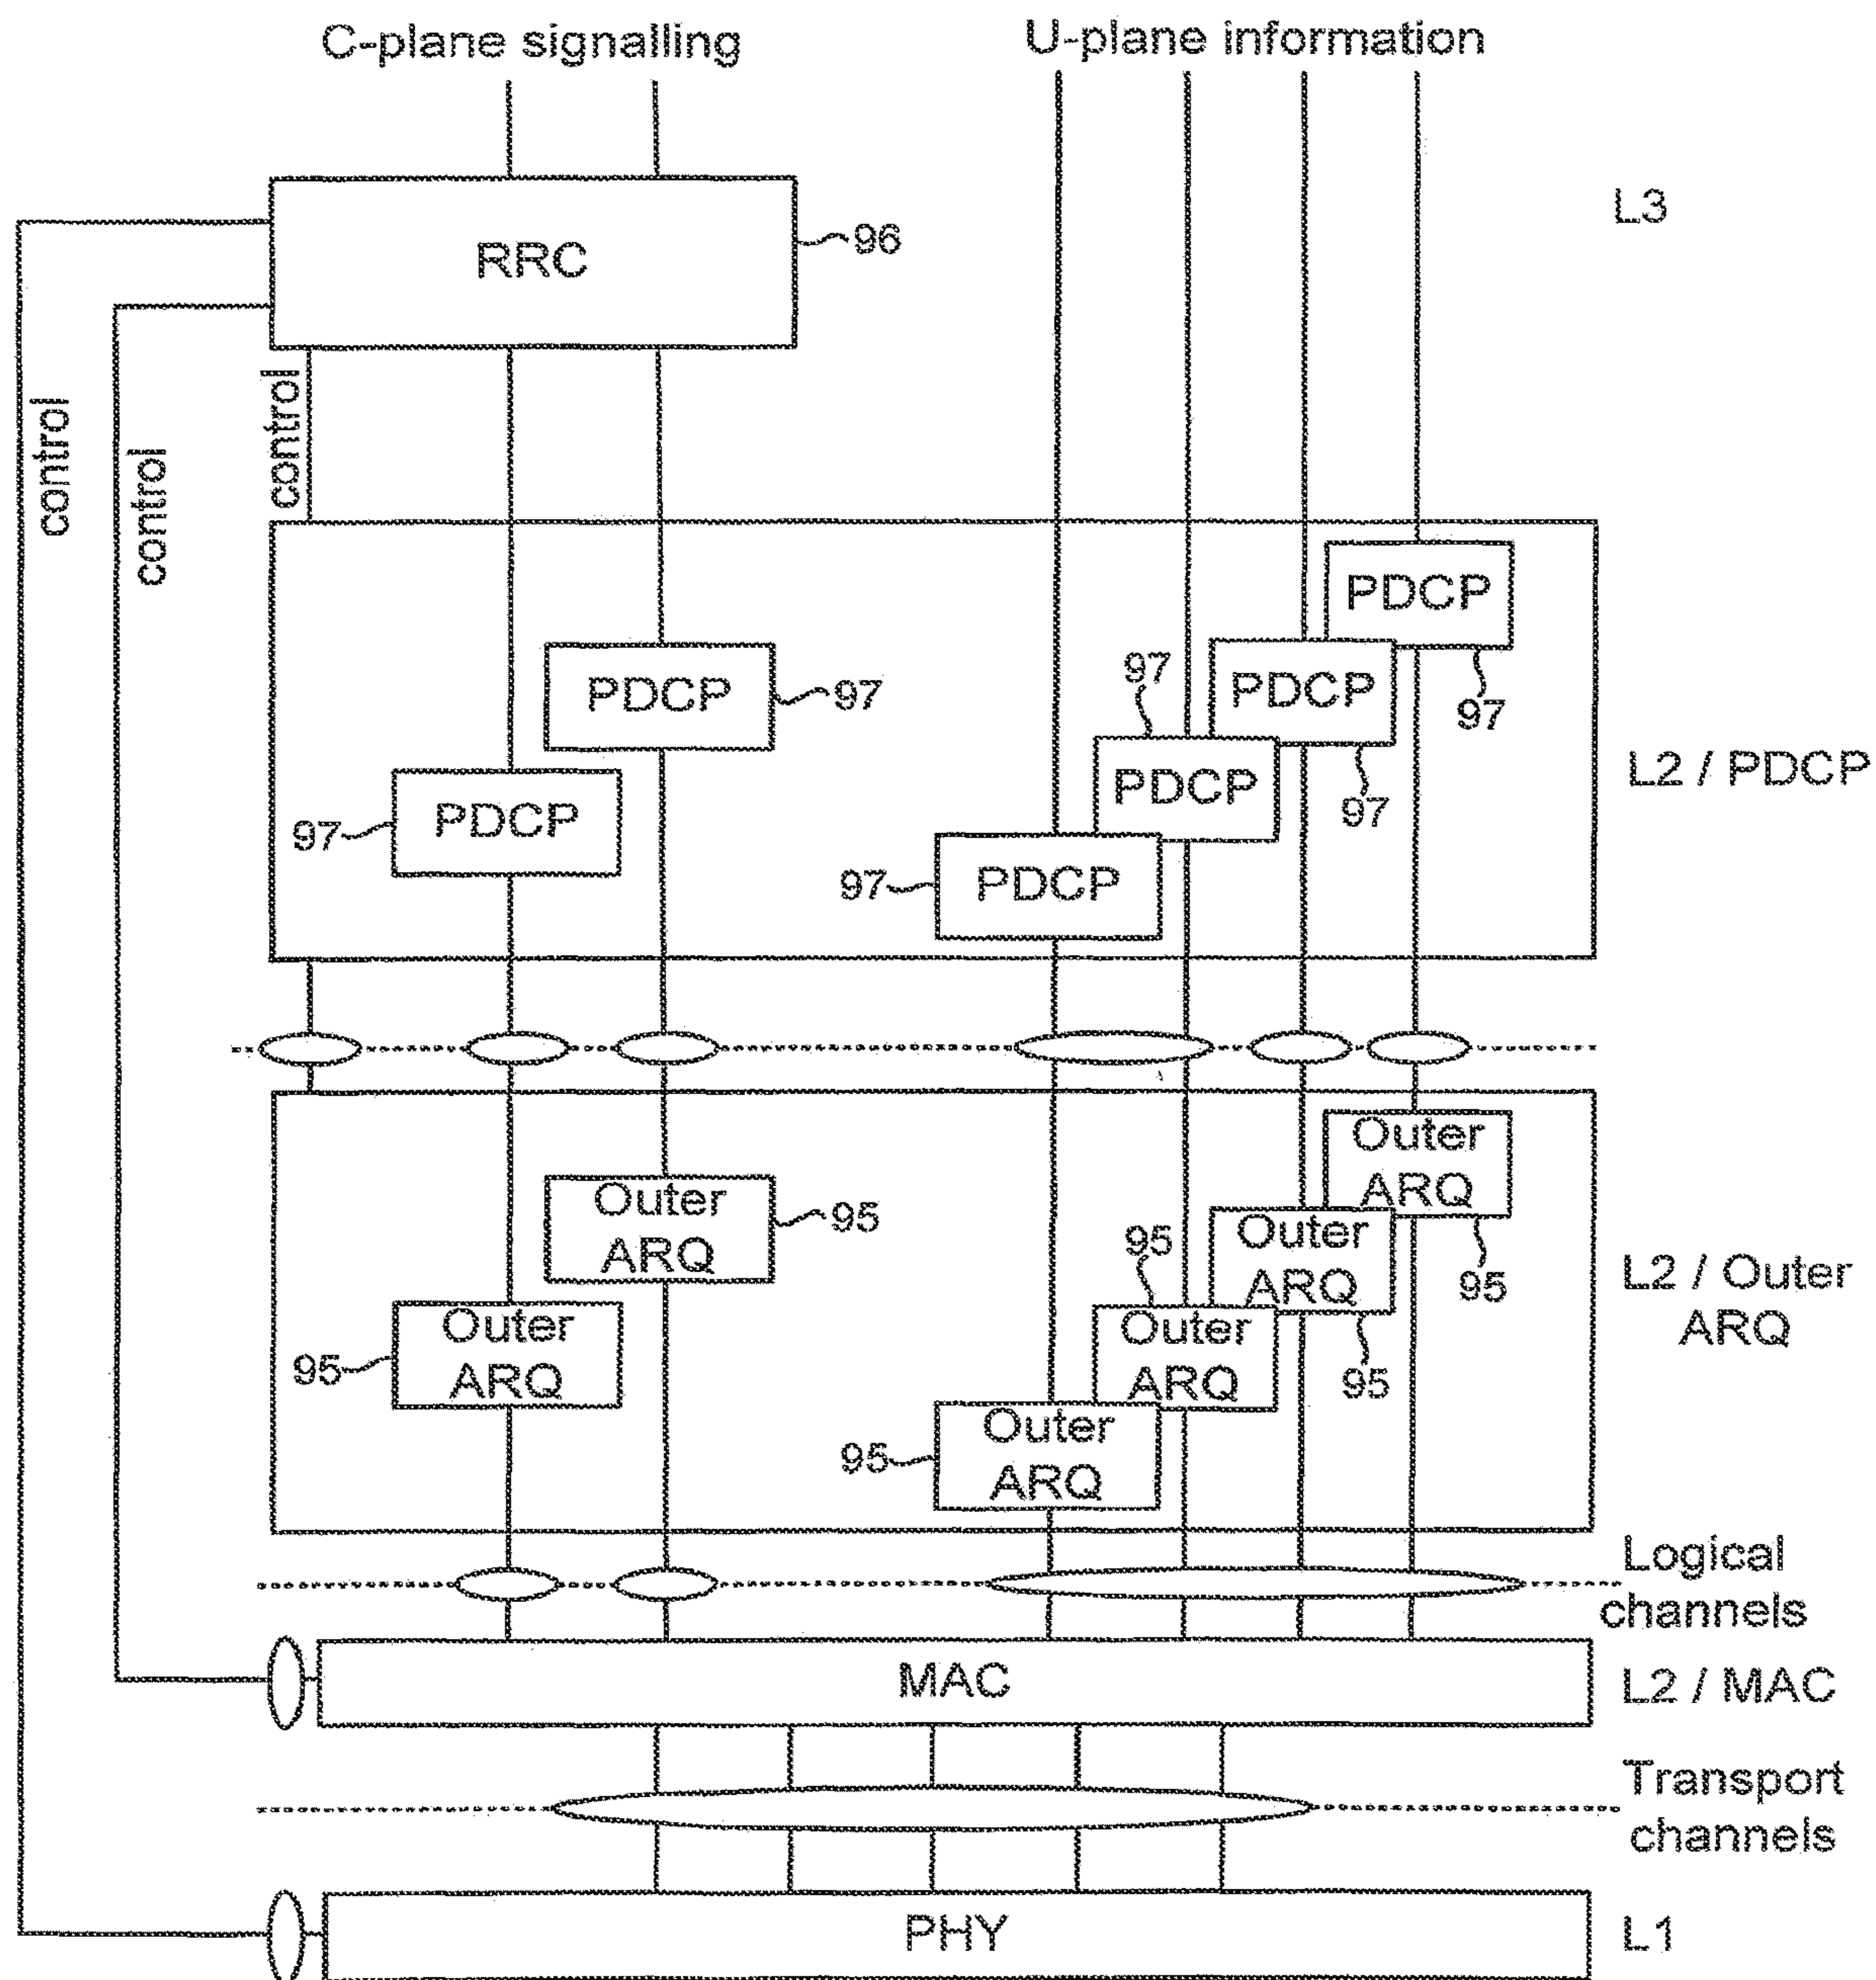 C-plane signalling
U-plane information
L3
RRC
96
control
control
control
PDCP
97
PDCP
97
PDCP
97
PDCP
97
PDCP
97
PDCP
97
L2 / PDCP
Outer
ARQ
95
Outer
ARQ
95
Outer
ARQ
95
Outer
ARQ
95
Outer
ARQ
95
Outer
ARQ
95
L2 / Outer
ARQ
Logical
channels
MAC
L2 / MAC
Transport
channels
PHY
L1